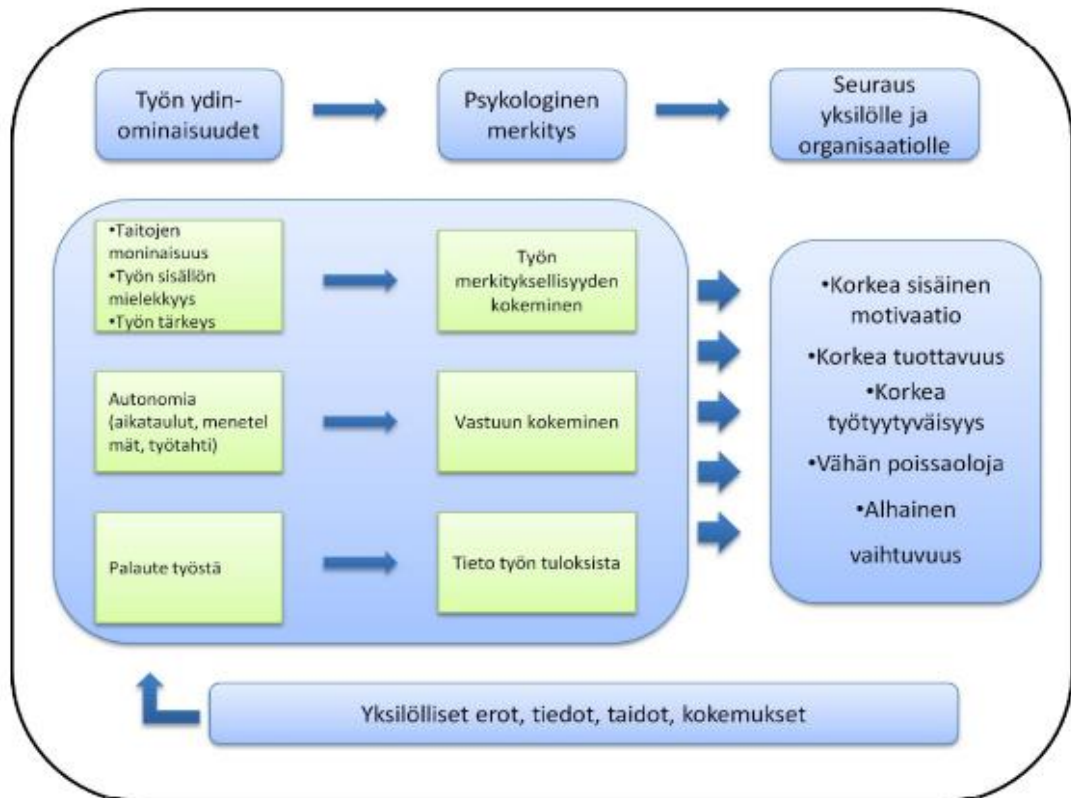 Työn ydin-
ominaisuudet
Psykologinen
merkitys
Seuraus
yksilölle ja
organisaatiolle
•Taitojen
moninaisuus
•Työn sisällön
mielekkyys
•Työn tärkeys
Työn
merkityksellisyyden
kokeminen
Autonomia
(aikataulut, menetel
mät, työtahti)
Vastuun kokeminen
Palaute työstä
Tieto työn tuloksista
•Korkea sisäinen
motivaatio
•Korkea tuottavuus
•Korkea
työtyytyväisyys
•Vähän poissaoloja
•Alhainen
vaihtuvuus
Yksilölliset erot, tiedot, taidot, kokemukset